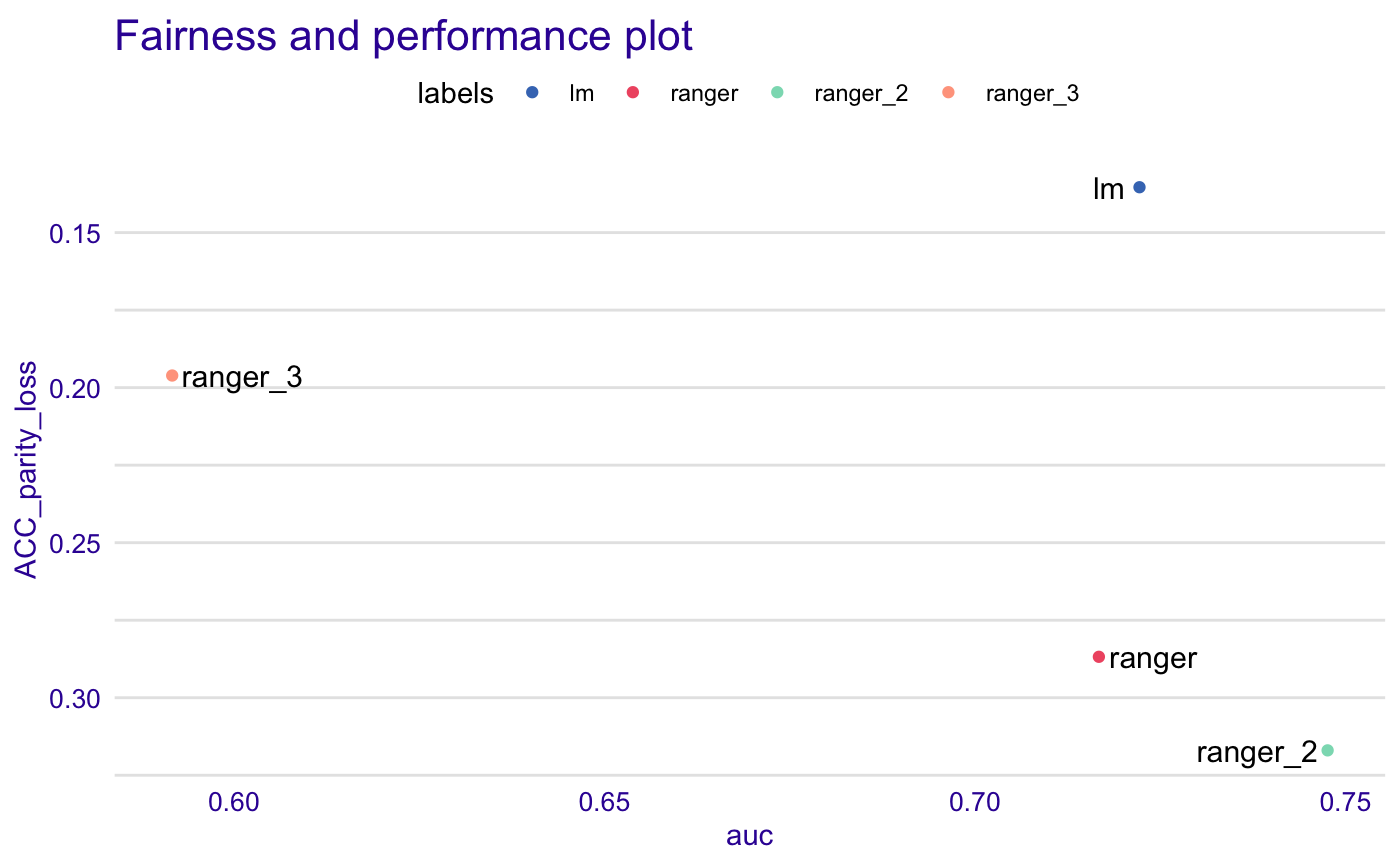 Fairness and performance plot
labels lm ranger ranger_2 ranger_3
lm
0.15
ranger_3
0.20
ACC_parity_loss
0.25
ranger
0.30
ranger_2
0.60 0.65 0.70 0.75
auc